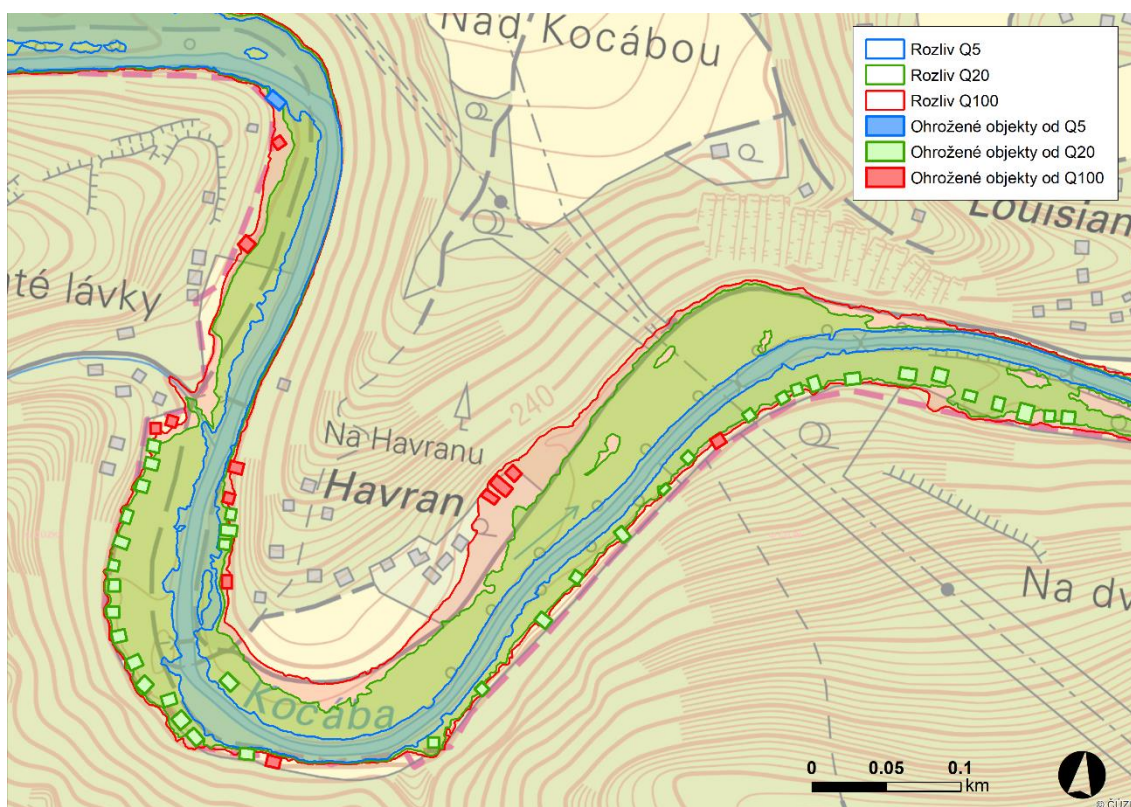 Nad Kocábou
Rozliv Q5
Rozliv Q20
Rozliv Q100
Ohrožené objekty od Q5
Ohrožené objekty od Q20
Ohrožené objekty od Q100
Louisian
té lávky
240
Na Havranu
Havran
Na dv
Kocába
0 0.05 0.1
km
© ČÚZ